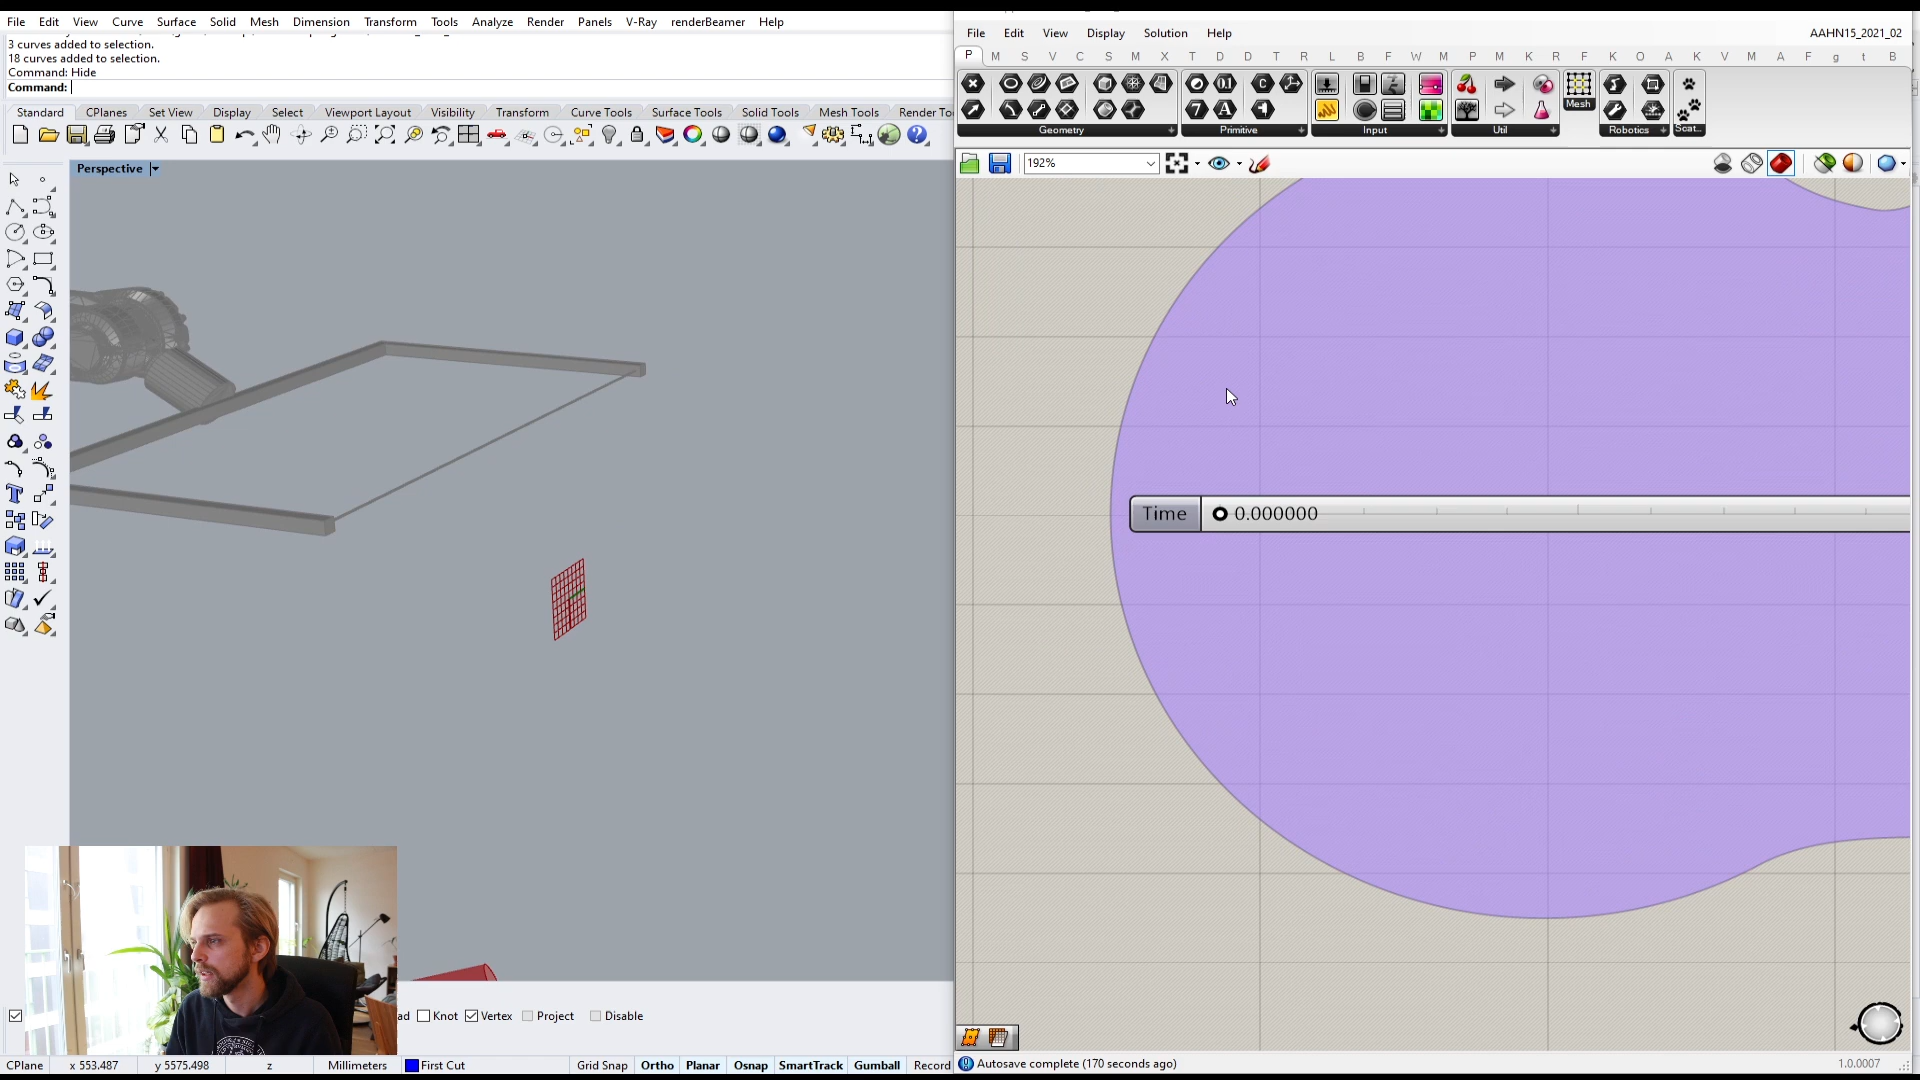 File Edit View Curve Surface Solid Mesh Dimension Transform Tools Analyze Render Panels V-Ray renderBeamer Help
3 curves added to selection.
18 curves added to selection.
Command: Hide
Command:
Standard CPlanes Set View Display Select Viewport Layout Visibility Transform Curve Tools Surface Tools Solid Tools Mesh Tools Render To
Perspective
ad Knot Vertex Project Disable
CPlane x 553.487 y 5575.498 z Millimeters First Cut Grid Snap Ortho Planar Osnap SmartTrack Gumball Record
File Edit View Display Solution Help AAHN15_2021_02
P M S V C S M X T D D T R L B F W M P M R F K O A K V M A F g t B
Mesh
Scat...
Geometry Primitive Input Util Robotics
192%
Time 0.000000
Autosave complete (170 seconds ago) 1.0.0007